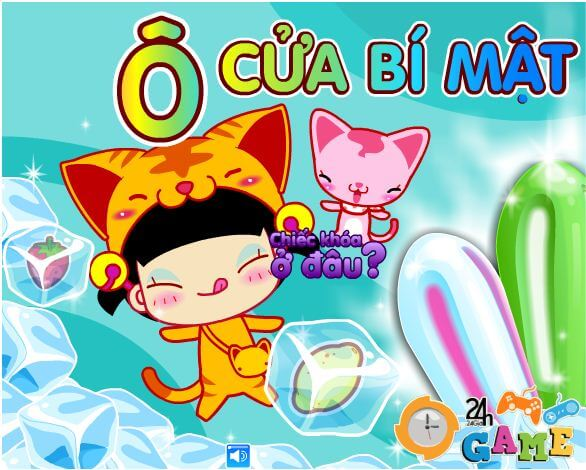 Ô CỬA BÍ MẬT
Chiếc khóa
ở đâu?
24h
GAME